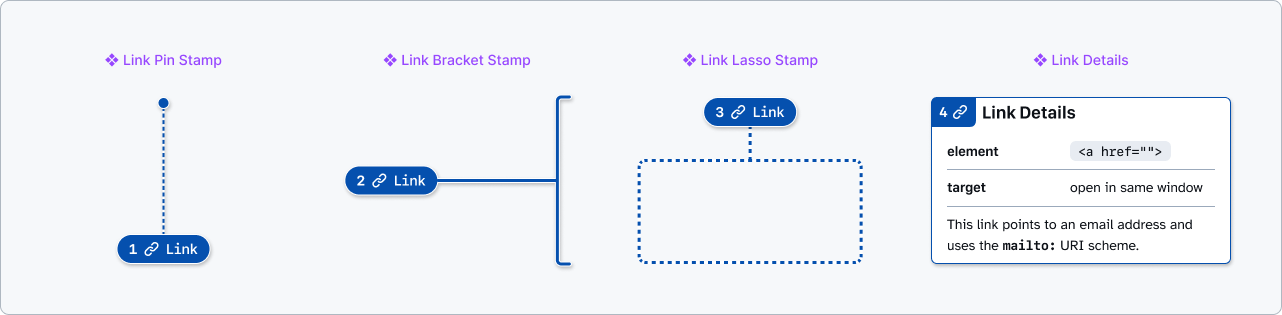 Link Pin Stamp
Link Bracket Stamp
Link Lasso Stamp
Link Details
1 Link
2 Link
3 Link
4 Link Details
element <a href="">
target open in same window
This link points to an email address and
uses the mailto: URI scheme.